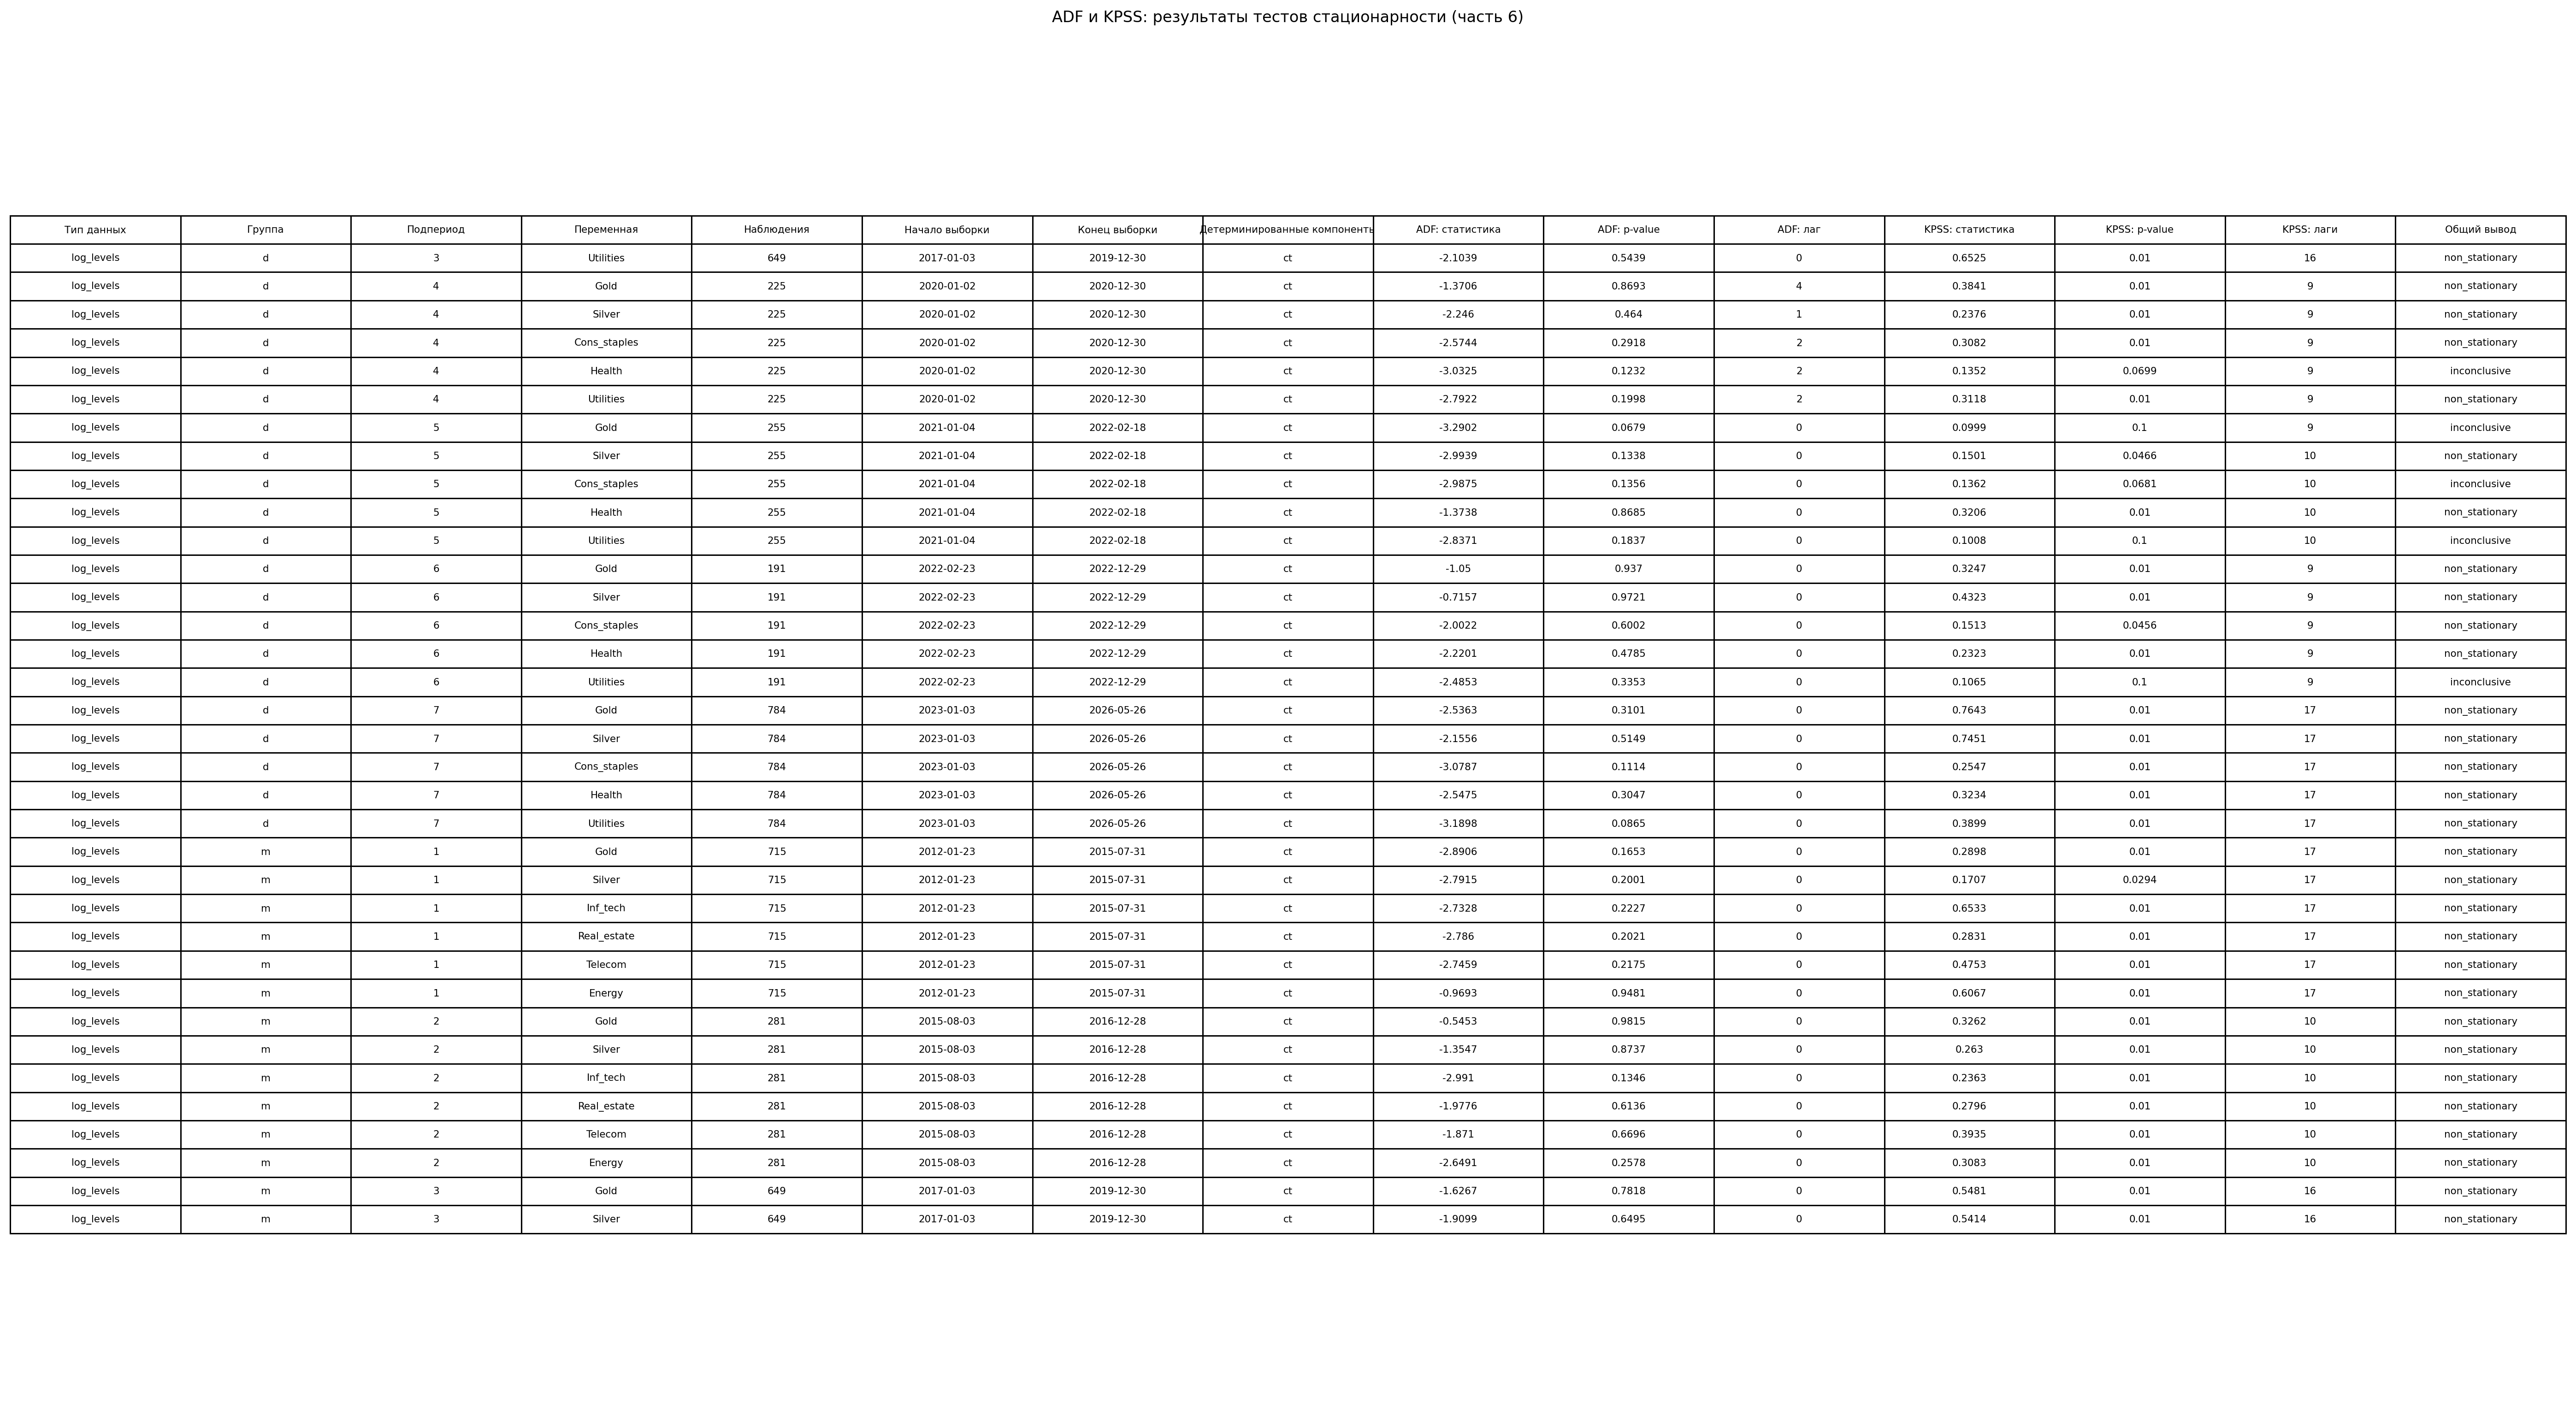 ADF и KPSS: результаты тестов стационарности (часть 6)
Тип данных Группа Подпериод Переменная Наблюдения Начало выборки Конец выборки Детерминированные компоненты ADF: статистика ADF: p-value ADF: лаг KPSS: статистика KPSS: p-value KPSS: лаги Общий вывод
log_levels d 3 Utilities 649 2017-01-03 2019-12-30 ct -2.1039 0.5439 0 0.6525 0.01 16 non_stationary
log_levels d 4 Gold 225 2020-01-02 2020-12-30 ct -1.3706 0.8693 4 0.3841 0.01 9 non_stationary
log_levels d 4 Silver 225 2020-01-02 2020-12-30 ct -2.246 0.464 1 0.2376 0.01 9 non_stationary
log_levels d 4 Cons_staples 225 2020-01-02 2020-12-30 ct -2.5744 0.2918 2 0.3082 0.01 9 non_stationary
log_levels d 4 Health 225 2020-01-02 2020-12-30 ct -3.0325 0.1232 2 0.1352 0.0699 9 inconclusive
log_levels d 4 Utilities 225 2020-01-02 2020-12-30 ct -2.7922 0.1998 2 0.3118 0.01 9 non_stationary
log_levels d 5 Gold 255 2021-01-04 2022-02-18 ct -3.2902 0.0679 0 0.0999 0.1 9 inconclusive
log_levels d 5 Silver 255 2021-01-04 2022-02-18 ct -2.9939 0.1338 0 0.1501 0.0466 10 non_stationary
log_levels d 5 Cons_staples 255 2021-01-04 2022-02-18 ct -2.9875 0.1356 0 0.1362 0.0681 10 inconclusive
log_levels d 5 Health 255 2021-01-04 2022-02-18 ct -1.3738 0.8685 0 0.3206 0.01 10 non_stationary
log_levels d 5 Utilities 255 2021-01-04 2022-02-18 ct -2.8371 0.1837 0 0.1008 0.1 10 inconclusive
log_levels d 6 Gold 191 2022-02-23 2022-12-29 ct -1.05 0.937 0 0.3247 0.01 9 non_stationary
log_levels d 6 Silver 191 2022-02-23 2022-12-29 ct -0.7157 0.9721 0 0.4323 0.01 9 non_stationary
log_levels d 6 Cons_staples 191 2022-02-23 2022-12-29 ct -2.0022 0.6002 0 0.1513 0.0456 9 non_stationary
log_levels d 6 Health 191 2022-02-23 2022-12-29 ct -2.2201 0.4785 0 0.2323 0.01 9 non_stationary
log_levels d 6 Utilities 191 2022-02-23 2022-12-29 ct -2.4853 0.3353 0 0.1065 0.1 9 inconclusive
log_levels d 7 Gold 784 2023-01-03 2026-05-26 ct -2.5363 0.3101 0 0.7643 0.01 17 non_stationary
log_levels d 7 Silver 784 2023-01-03 2026-05-26 ct -2.1556 0.5149 0 0.7451 0.01 17 non_stationary
log_levels d 7 Cons_staples 784 2023-01-03 2026-05-26 ct -3.0787 0.1114 0 0.2547 0.01 17 non_stationary
log_levels d 7 Health 784 2023-01-03 2026-05-26 ct -2.5475 0.3047 0 0.3234 0.01 17 non_stationary
log_levels d 7 Utilities 784 2023-01-03 2026-05-26 ct -3.1898 0.0865 0 0.3899 0.01 17 non_stationary
log_levels m 1 Gold 715 2012-01-23 2015-07-31 ct -2.8906 0.1653 0 0.2898 0.01 17 non_stationary
log_levels m 1 Silver 715 2012-01-23 2015-07-31 ct -2.7915 0.2001 0 0.1707 0.0294 17 non_stationary
log_levels m 1 Inf_tech 715 2012-01-23 2015-07-31 ct -2.7328 0.2227 0 0.6533 0.01 17 non_stationary
log_levels m 1 Real_estate 715 2012-01-23 2015-07-31 ct -2.786 0.2021 0 0.2831 0.01 17 non_stationary
log_levels m 1 Telecom 715 2012-01-23 2015-07-31 ct -2.7459 0.2175 0 0.4753 0.01 17 non_stationary
log_levels m 1 Energy 715 2012-01-23 2015-07-31 ct -0.9693 0.9481 0 0.6067 0.01 17 non_stationary
log_levels m 2 Gold 281 2015-08-03 2016-12-28 ct -0.5453 0.9815 0 0.3262 0.01 10 non_stationary
log_levels m 2 Silver 281 2015-08-03 2016-12-28 ct -1.3547 0.8737 0 0.263 0.01 10 non_stationary
log_levels m 2 Inf_tech 281 2015-08-03 2016-12-28 ct -2.991 0.1346 0 0.2363 0.01 10 non_stationary
log_levels m 2 Real_estate 281 2015-08-03 2016-12-28 ct -1.9776 0.6136 0 0.2796 0.01 10 non_stationary
log_levels m 2 Telecom 281 2015-08-03 2016-12-28 ct -1.871 0.6696 0 0.3935 0.01 10 non_stationary
log_levels m 2 Energy 281 2015-08-03 2016-12-28 ct -2.6491 0.2578 0 0.3083 0.01 10 non_stationary
log_levels m 3 Gold 649 2017-01-03 2019-12-30 ct -1.6267 0.7818 0 0.5481 0.01 16 non_stationary
log_levels m 3 Silver 649 2017-01-03 2019-12-30 ct -1.9099 0.6495 0 0.5414 0.01 16 non_stationary